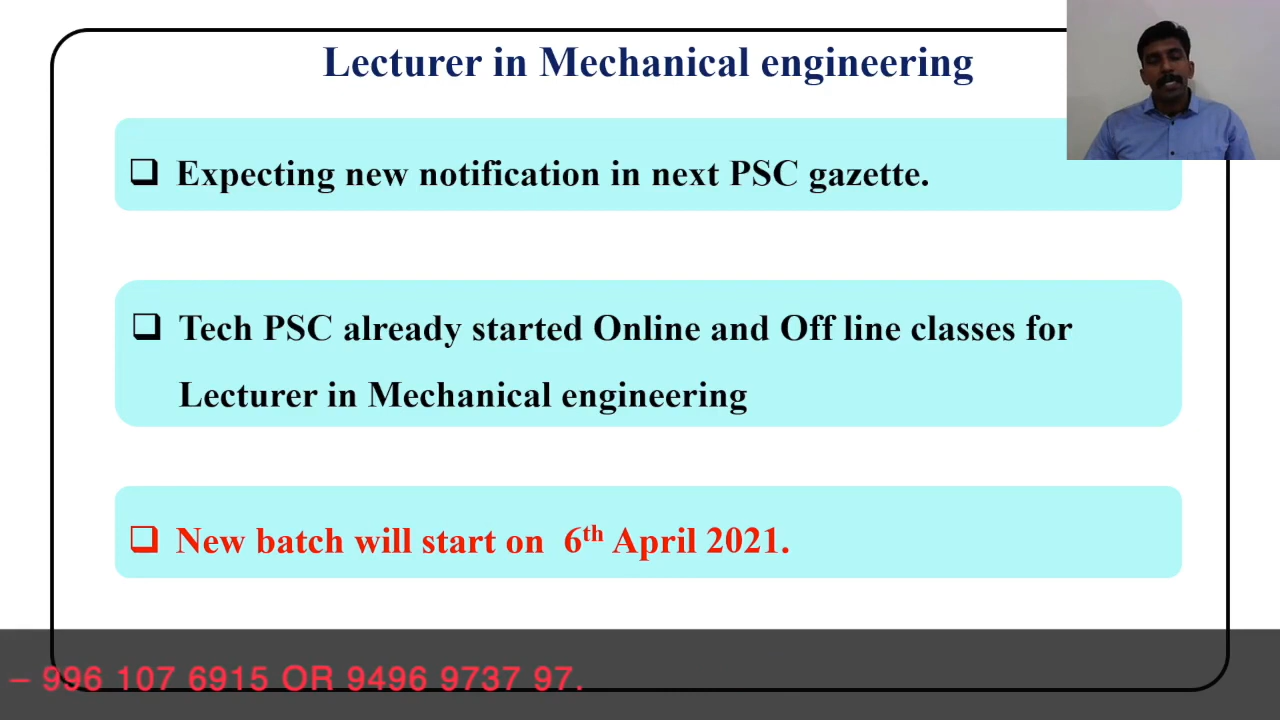 Lecturer in Mechanical engineering
❑ Expecting new notification in next PSC gazette.
❑ Tech PSC already started Online and Off line classes for
Lecturer in Mechanical engineering
❑ New batch will start on 6th April 2021.
– 996 107 6915 OR 9496 9737 97.